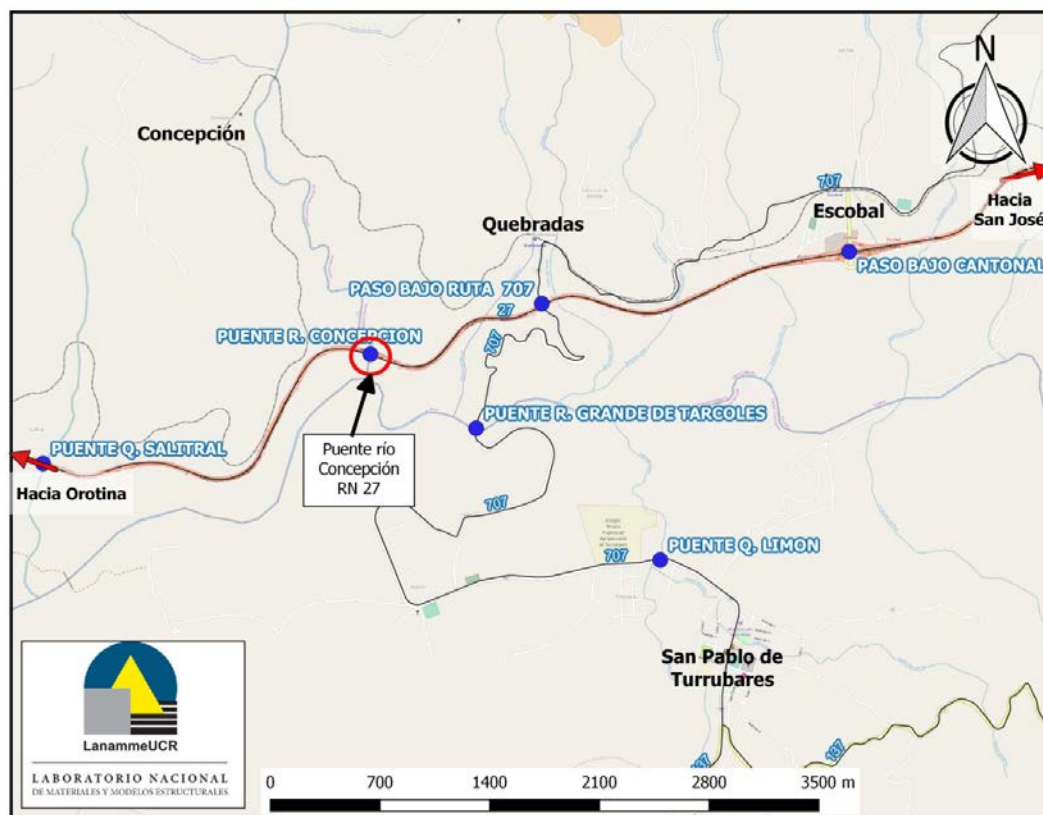 N
Concepción
707
Hacia
San José
Escobal
Quebradas
PASO BAJO CANTONAL
PASO BAJO RUTA 707
27
PUENTE R. CONCEPCION
707
PUENTE R. GRANDE DE TARCOLES
PUENTE Q. SALITRAL
Puente río
Concepción
RN 27
Hacia Orotina
707
PUENTE Q. LIMON
707
San Pablo de
Turrubares
LanammeUCR
LABORATORIO NACIONAL
DE MATERIALES Y MODELOS ESTRUCTURALES
137
137
0 700 1400 2100 2800 3500 m